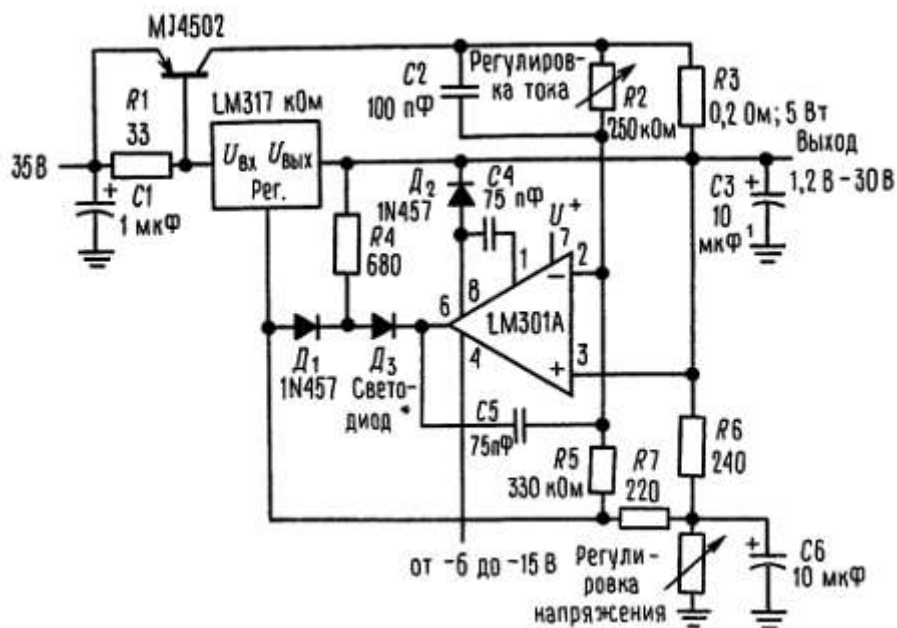 MJ4502
R1
33
35 В
+
C1
1 мкФ
LM317 кОм
Uвх Uвых
Рег.
C2
100 пФ
Регулиров-
ка тока
R2
250 кОм
R3
0,2 Ом; 5 Вт
Выход
1,2 В – 30 В
C3 +
10
мкФ¹
Д2
1N457
C4
75 пФ
U+
7
1
2
−
R4
680
8
6
LM301A
4
3
+
Д1
1N457
Д3
Свето-
диод *
C5
75пФ
R5
330 кОм
R7
220
R6
240
от -6 до -15 В
Регули-
ровка
напряжения
+
C6
10 мкФ